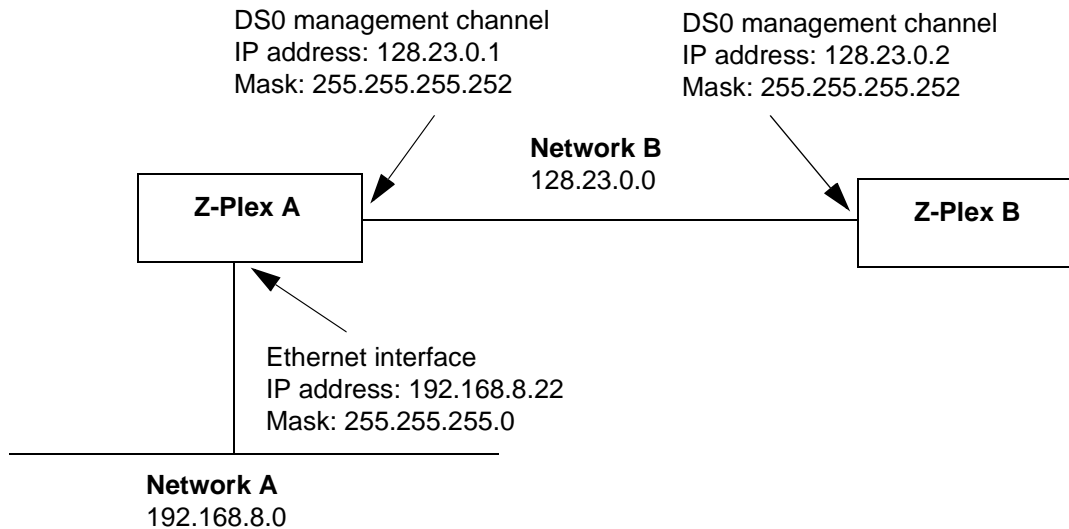 DS0 management channel
IP address: 128.23.0.1
Mask: 255.255.255.252
DS0 management channel
IP address: 128.23.0.2
Mask: 255.255.255.252
Network B
128.23.0.0
Z-Plex A
Z-Plex B
Ethernet interface
IP address: 192.168.8.22
Mask: 255.255.255.0
Network A
192.168.8.0